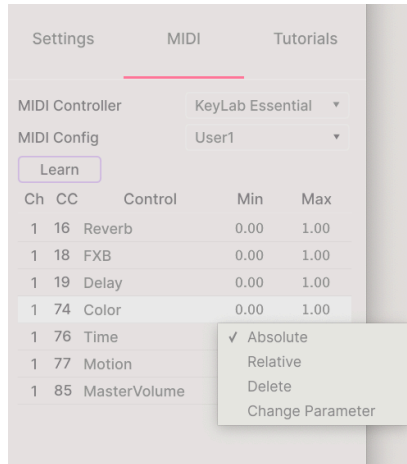 Settings MIDI Tutorials
MIDI Controller KeyLab Essential
MIDI Config User1
Learn
Ch CC Control Min Max
1 16 Reverb 0.00 1.00
1 18 FXB 0.00 1.00
1 19 Delay 0.00 1.00
1 74 Color 0.00 1.00
1 76 Time ✓ Absolute
1 77 Motion Relative
1 85 MasterVolume Delete
Change Parameter